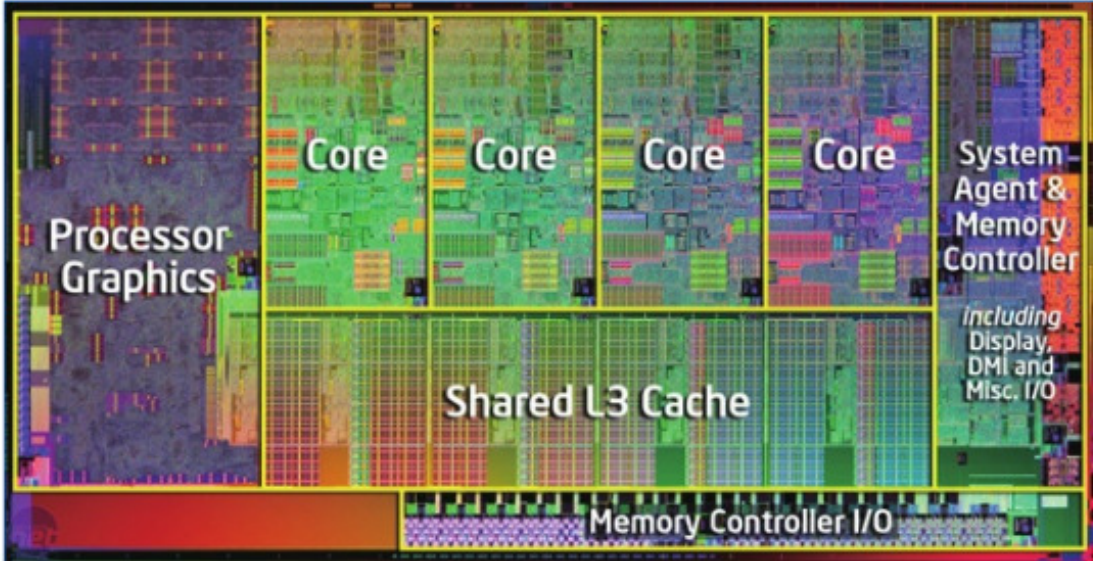 Processor
Graphics
Core
Core
Core
Core
System
Agent &
Memory
Controller
including
Display,
DMI and
Misc. I/O
Shared L3 Cache
Memory Controller I/O